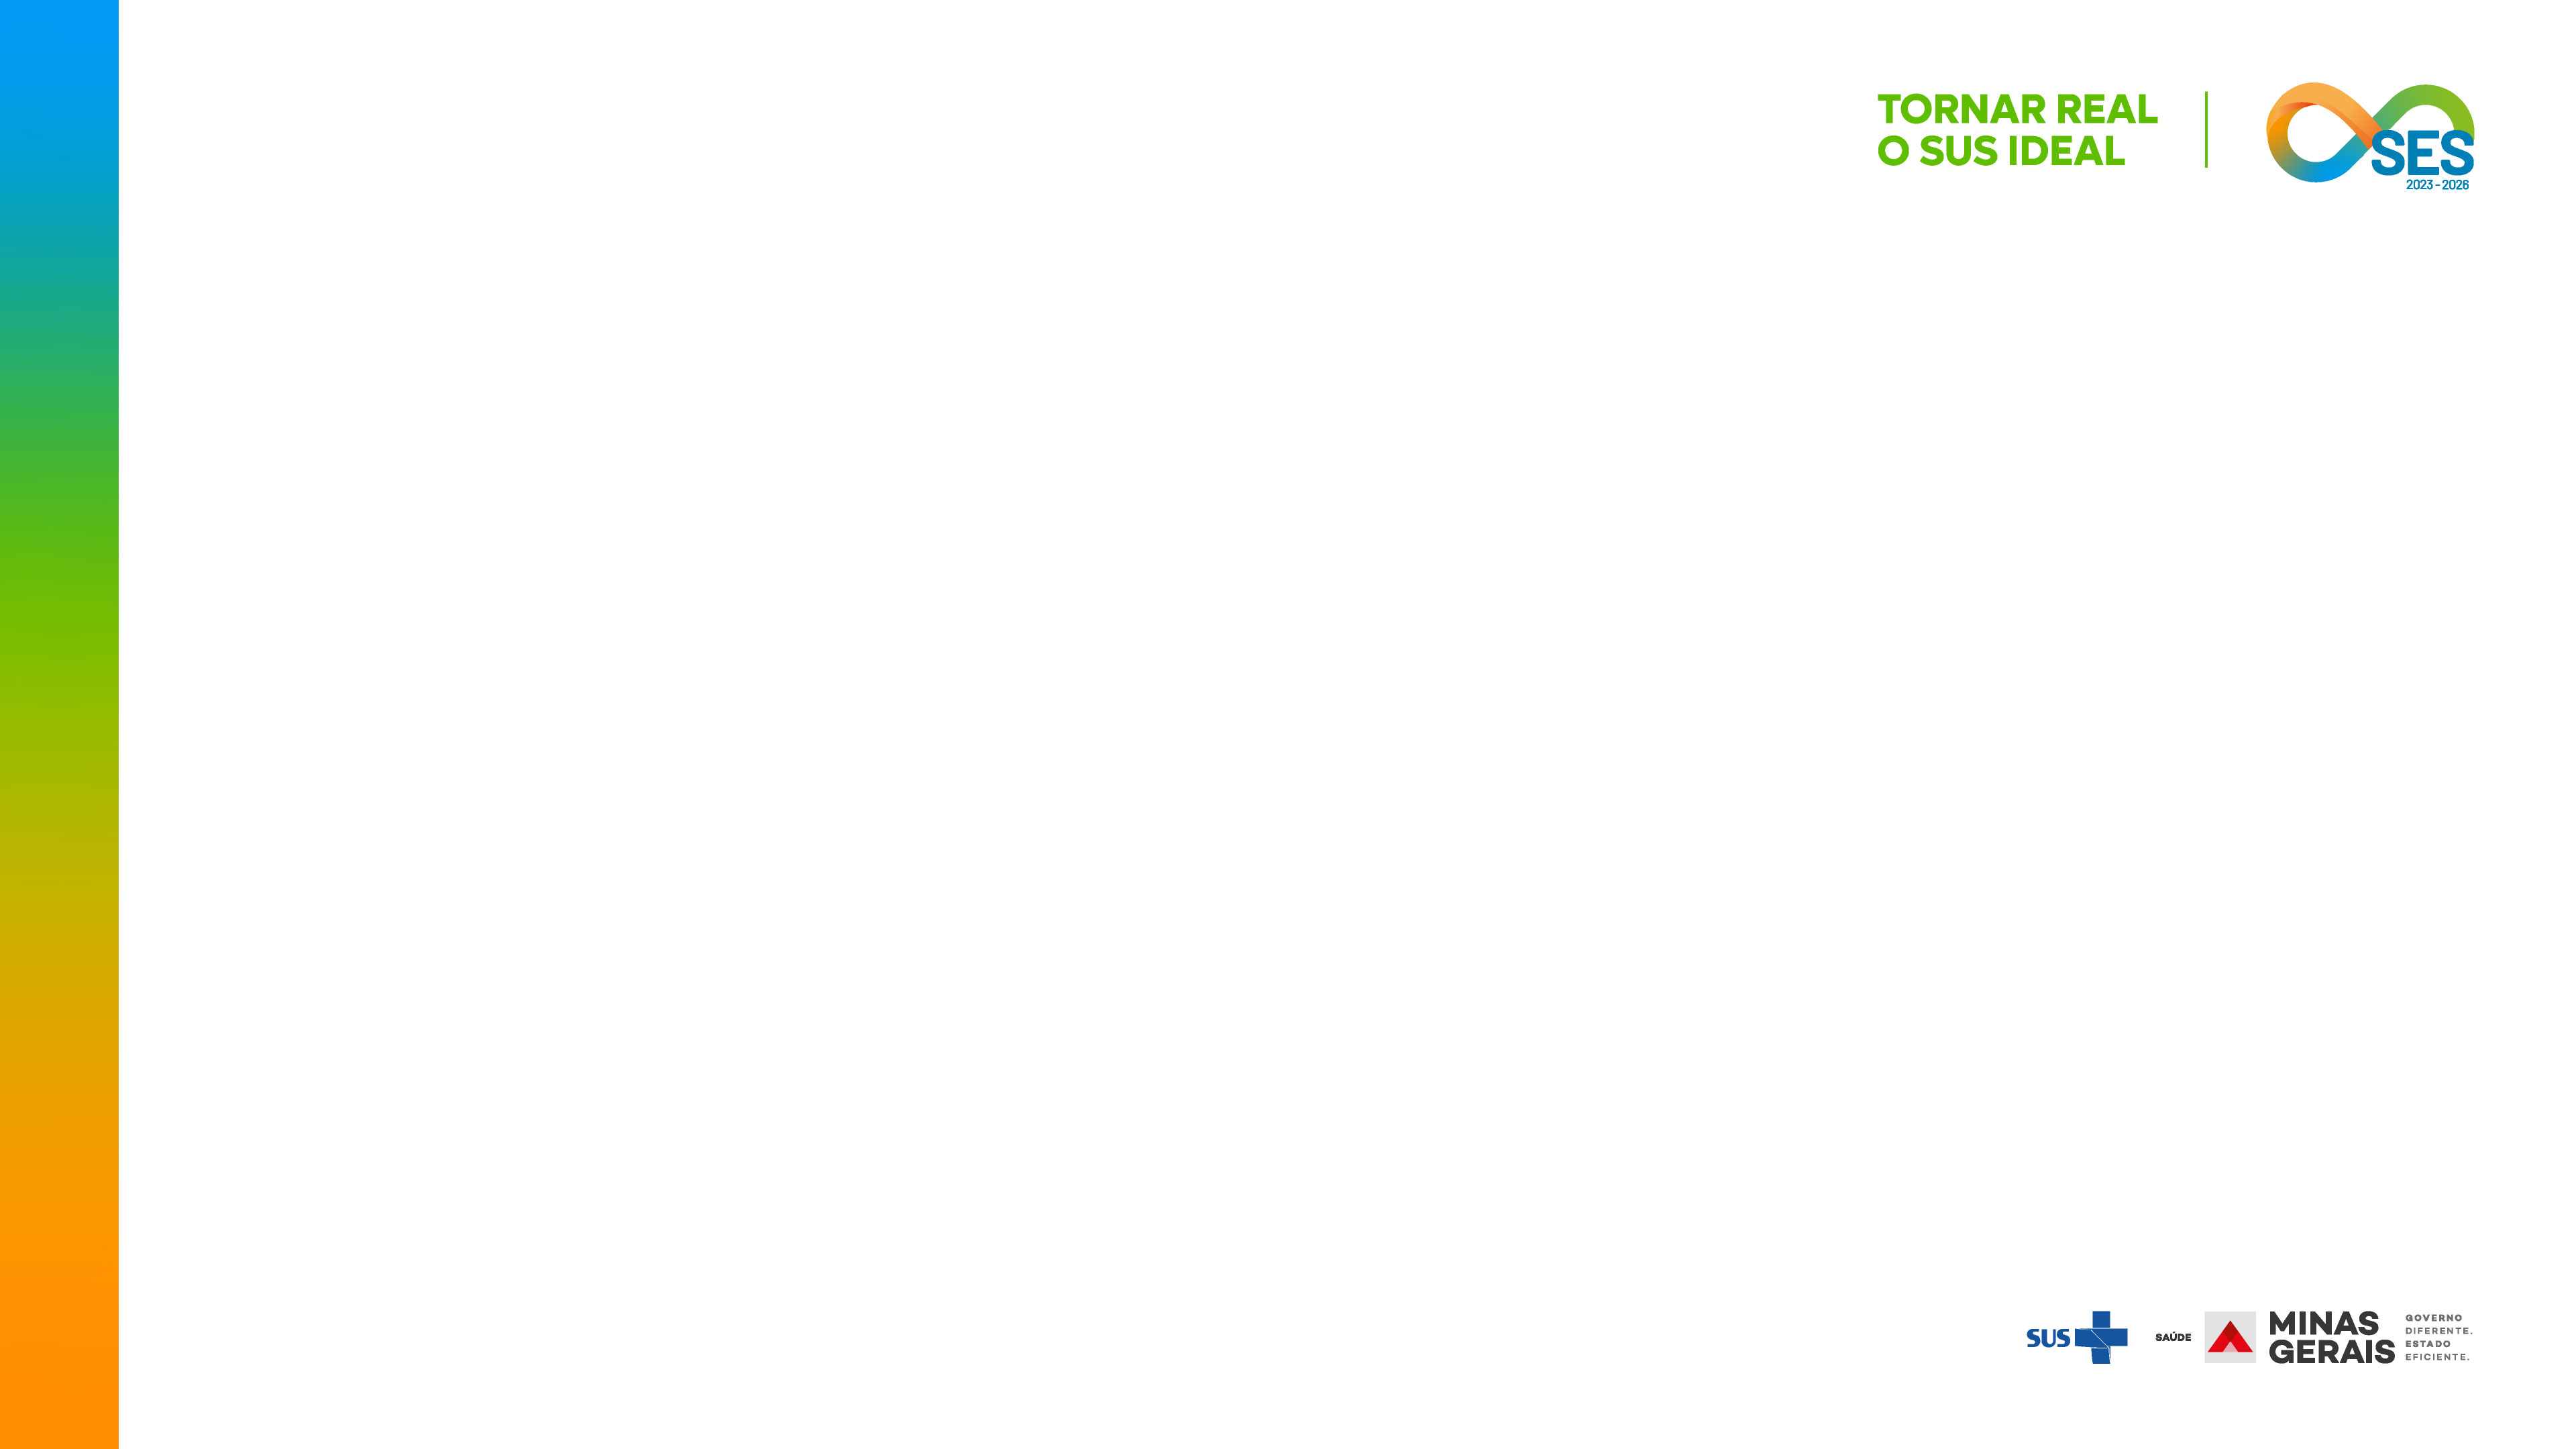 TORNAR REAL
O SUS IDEAL
SES
2023-2026
SUS
SAÚDE
MINAS
GERAIS
GOVERNO
DIFERENTE.
ESTADO
EFICIENTE.